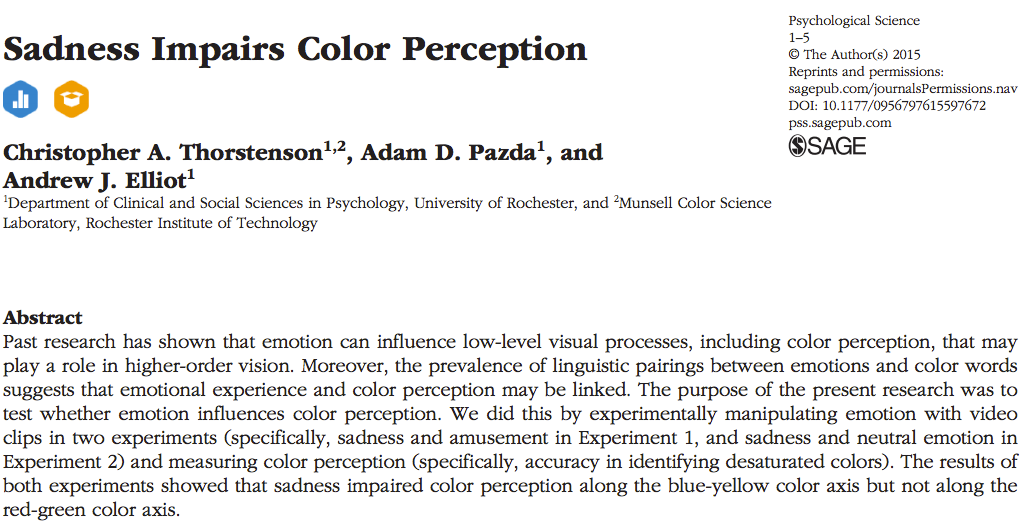 Sadness Impairs Color Perception
Christopher A. Thorstenson1,2, Adam D. Pazda1, and
Andrew J. Elliot1
1Department of Clinical and Social Sciences in Psychology, University of Rochester, and 2Munsell Color Science
Laboratory, Rochester Institute of Technology
Psychological Science
1–5
© The Author(s) 2015
Reprints and permissions:
sagepub.com/journalsPermissions.nav
DOI: 10.1177/0956797615597672
pss.sagepub.com
SAGE
Abstract
Past research has shown that emotion can influence low-level visual processes, including color perception, that may
play a role in higher-order vision. Moreover, the prevalence of linguistic pairings between emotions and color words
suggests that emotional experience and color perception may be linked. The purpose of the present research was to
test whether emotion influences color perception. We did this by experimentally manipulating emotion with video
clips in two experiments (specifically, sadness and amusement in Experiment 1, and sadness and neutral emotion in
Experiment 2) and measuring color perception (specifically, accuracy in identifying desaturated colors). The results of
both experiments showed that sadness impaired color perception along the blue-yellow color axis but not along the
red-green color axis.